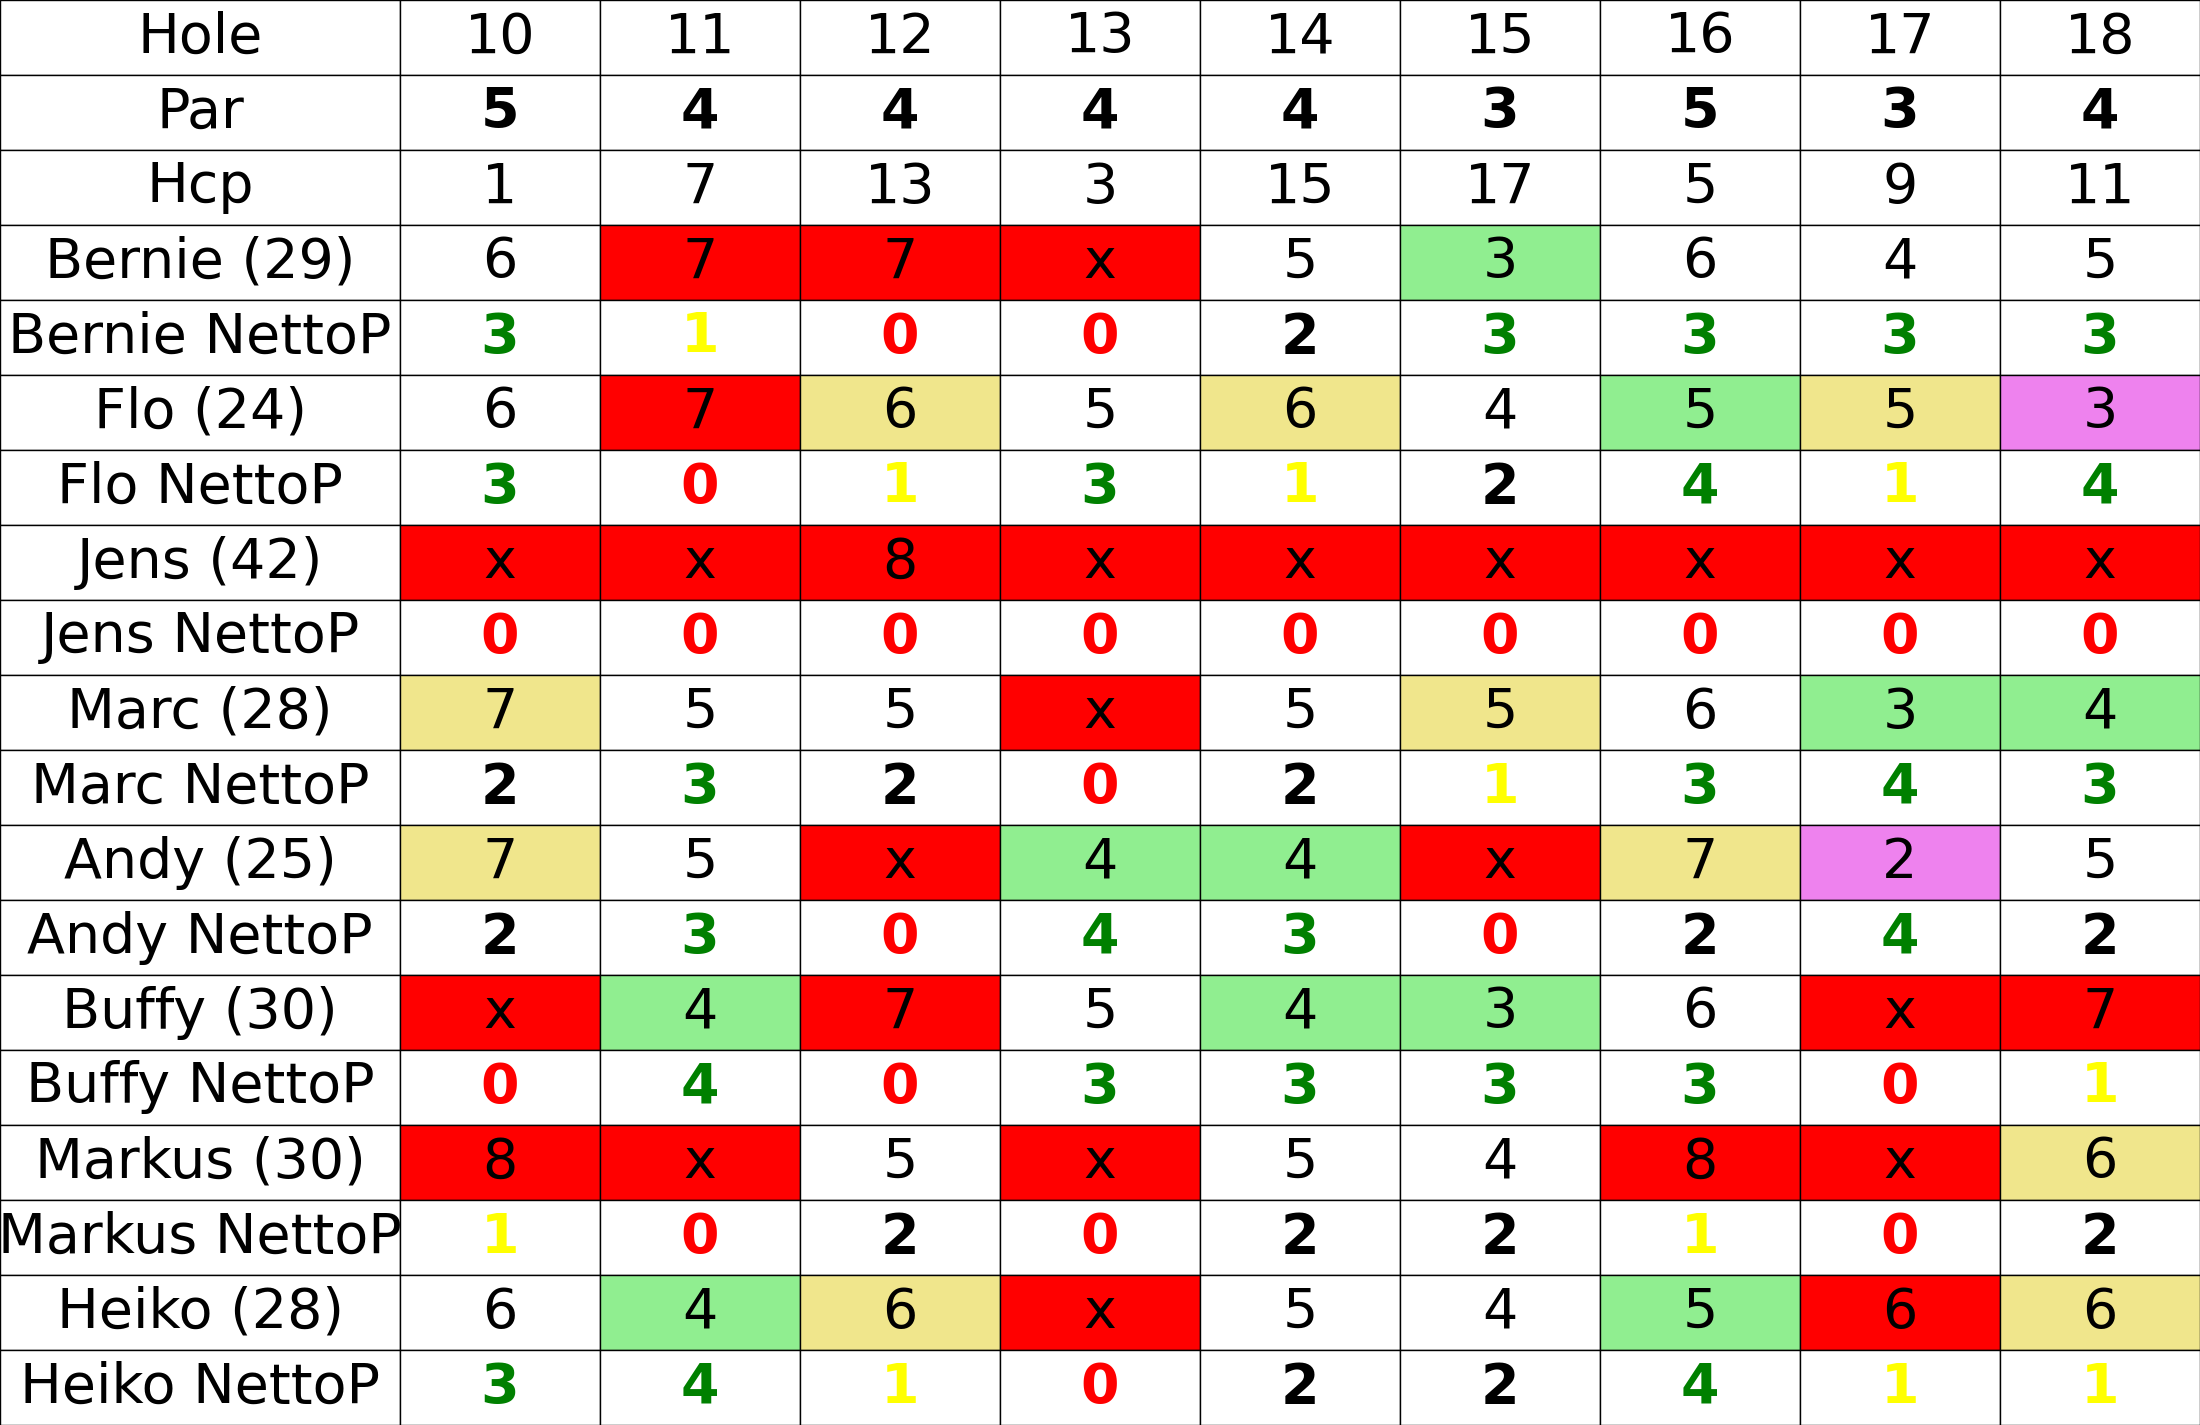 Hole 10 11 12 13 14 15 16 17 18
Par 5 4 4 4 4 3 5 3 4
Hcp 1 7 13 3 15 17 5 9 11
Bernie (29) 6 7 7 x 5 3 6 4 5
Bernie NettoP 3 1 0 0 2 3 3 3 3
Flo (24) 6 7 6 5 6 4 5 5 3
Flo NettoP 3 0 1 3 1 2 4 1 4
Jens (42) x x 8 x x x x x x
Jens NettoP 0 0 0 0 0 0 0 0 0
Marc (28) 7 5 5 x 5 5 6 3 4
Marc NettoP 2 3 2 0 2 1 3 4 3
Andy (25) 7 5 x 4 4 x 7 2 5
Andy NettoP 2 3 0 4 3 0 2 4 2
Buffy (30) x 4 7 5 4 3 6 x 7
Buffy NettoP 0 4 0 3 3 3 3 0 1
Markus (30) 8 x 5 x 5 4 8 x 6
Markus NettoP 1 0 2 0 2 2 1 0 2
Heiko (28) 6 4 6 x 5 4 5 6 6
Heiko NettoP 3 4 1 0 2 2 4 1 1